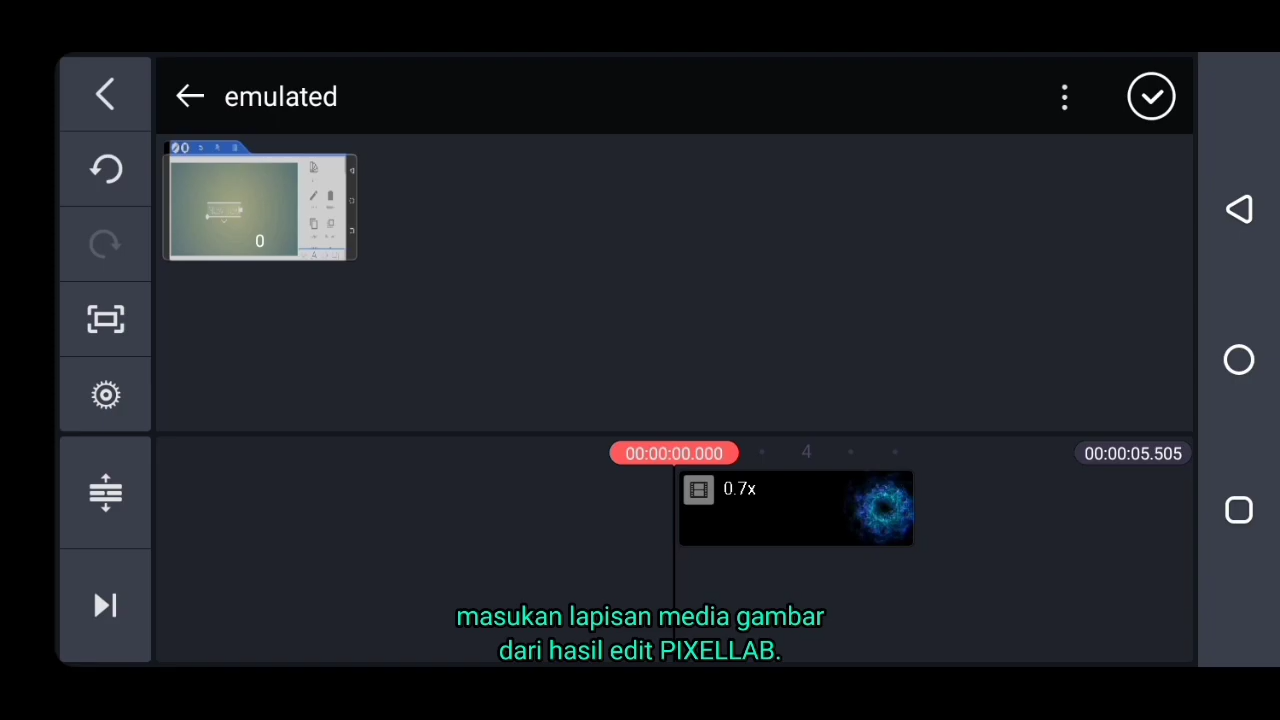 emulated
0
00:00:00.000
4
00:00:05.505
0.7x
masukan lapisan media gambar
dari hasil edit PIXELLAB.